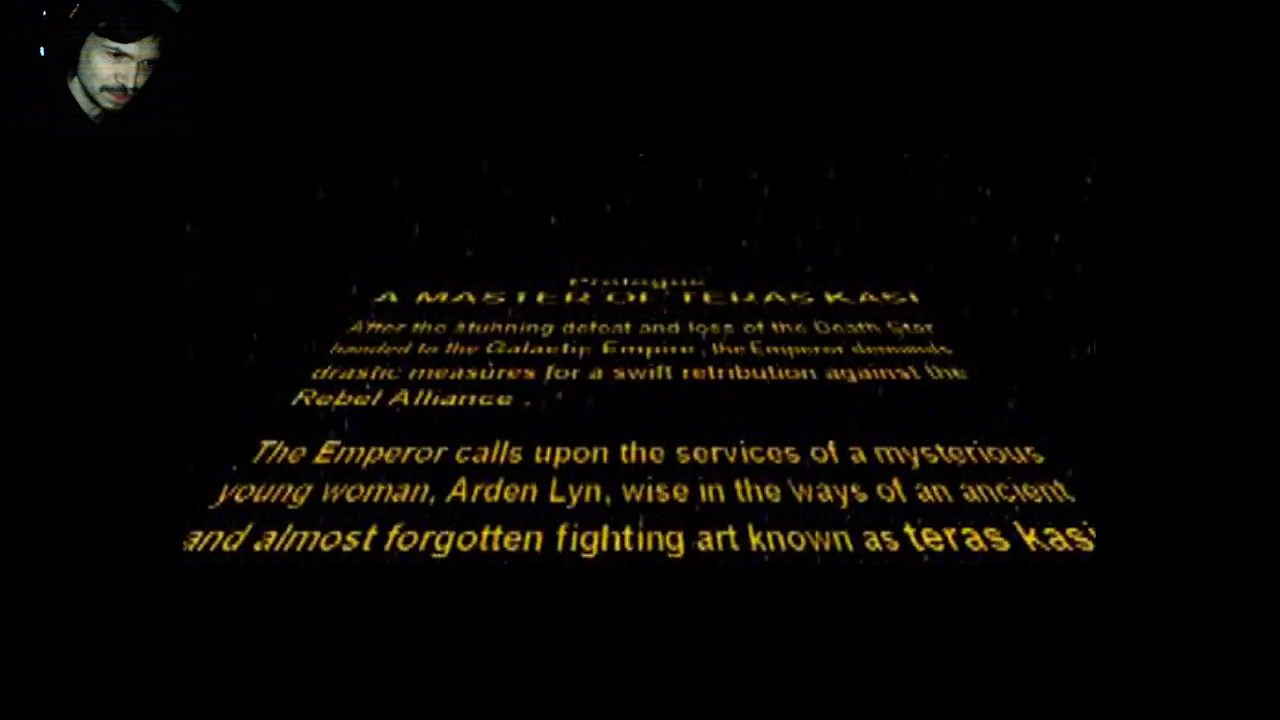 Prologue
A MASTER OF TERAS KASI
After the stunning defeat and loss of the Death Star
handed to the Galactic Empire, the Emperor demands
drastic measures for a swift retribution against the
Rebel Alliance .
The Emperor calls upon the services of a mysterious
young woman, Arden Lyn, wise in the ways of an ancient
and almost forgotten fighting art known as teras kasi